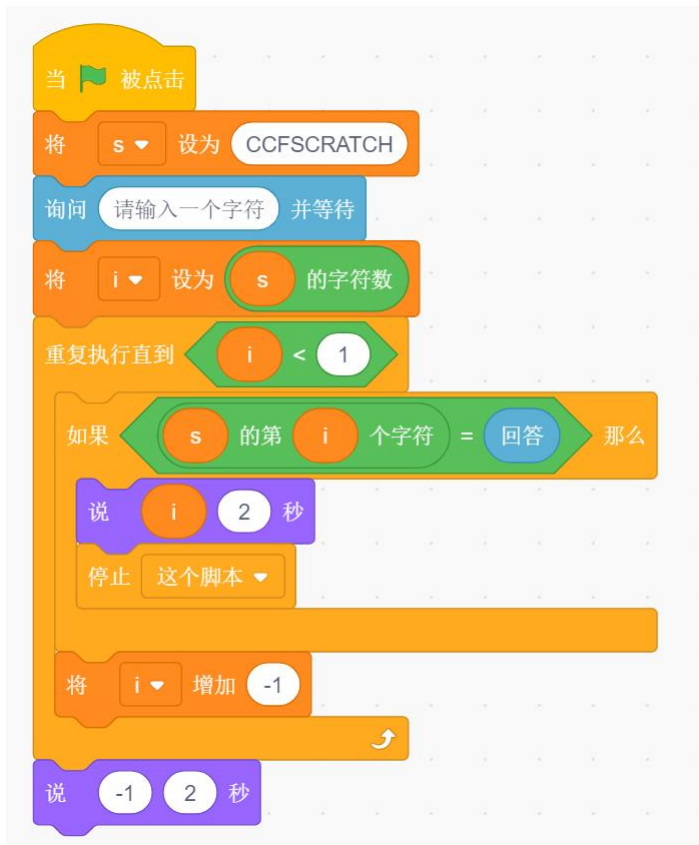 当 被点击
将 s 设为 CCFSCRATCH
询问 请输入一个字符 并等待
将 i 设为 s 的字符数
重复执行直到 i < 1
如果 s 的第 i 个字符 = 回答 那么
说 i 2 秒
停止 这个脚本
将 i 增加 -1
说 -1 2 秒